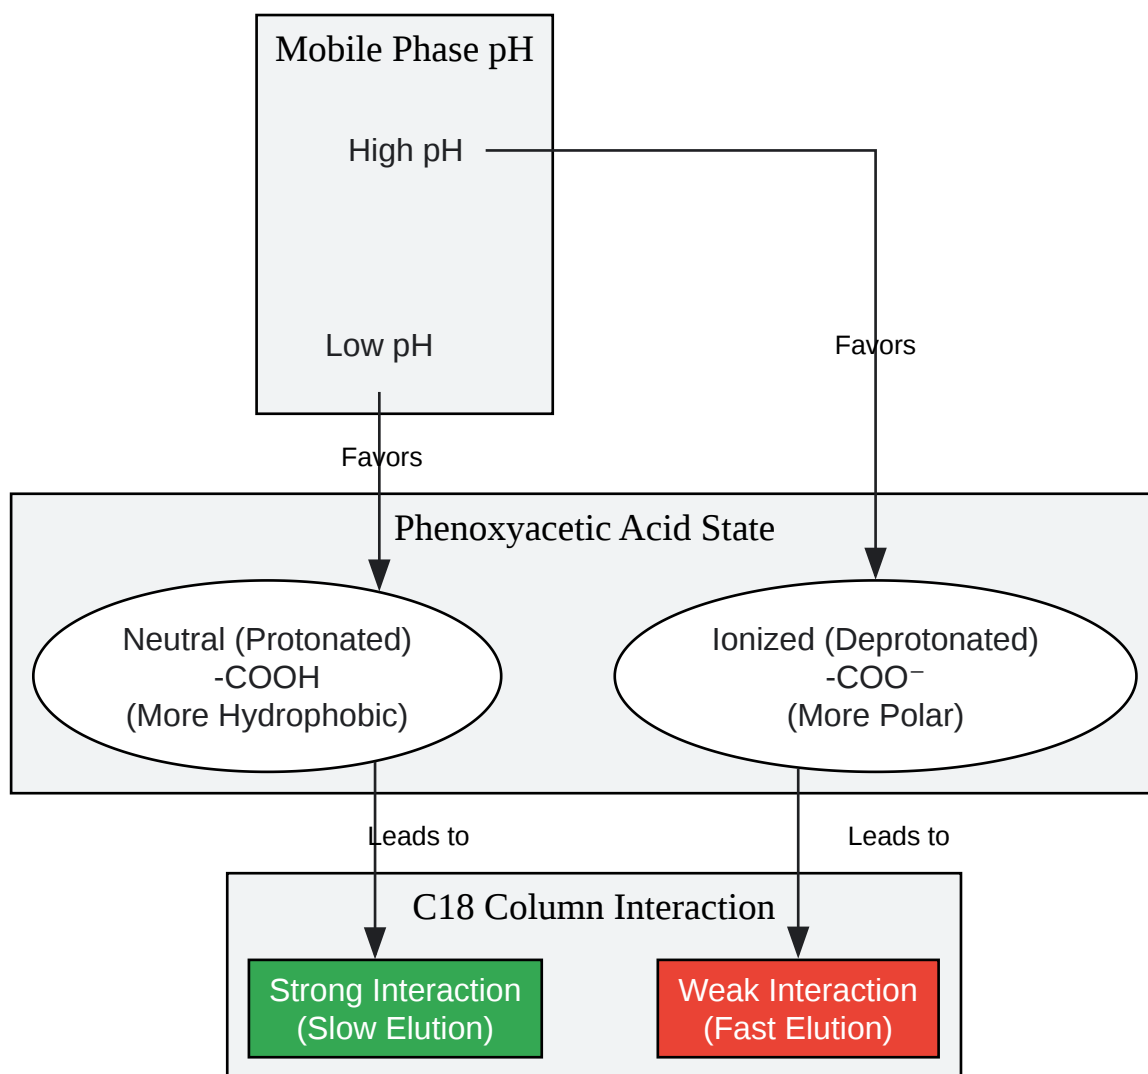 Mobile Phase pH
High pH
Low pH
Favors
Favors
Phenoxyacetic Acid State
Neutral (Protonated)
-COOH
(More Hydrophobic)
Ionized (Deprotonated)
-COO⁻
(More Polar)
Leads to
Leads to
C18 Column Interaction
Strong Interaction
(Slow Elution)
Weak Interaction
(Fast Elution)